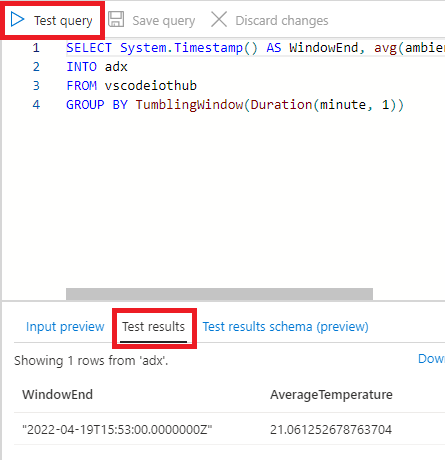 Test query Save query Discard changes
1 SELECT System.Timestamp() AS WindowEnd, avg(ambien
2 INTO adx
3 FROM vscodeiothub
4 GROUP BY TumblingWindow(Duration(minute, 1))
Input preview Test results Test results schema (preview)
Showing 1 rows from 'adx'. Dow
WindowEnd AverageTemperature
"2022-04-19T15:53:00.0000000Z" 21.061252678763704